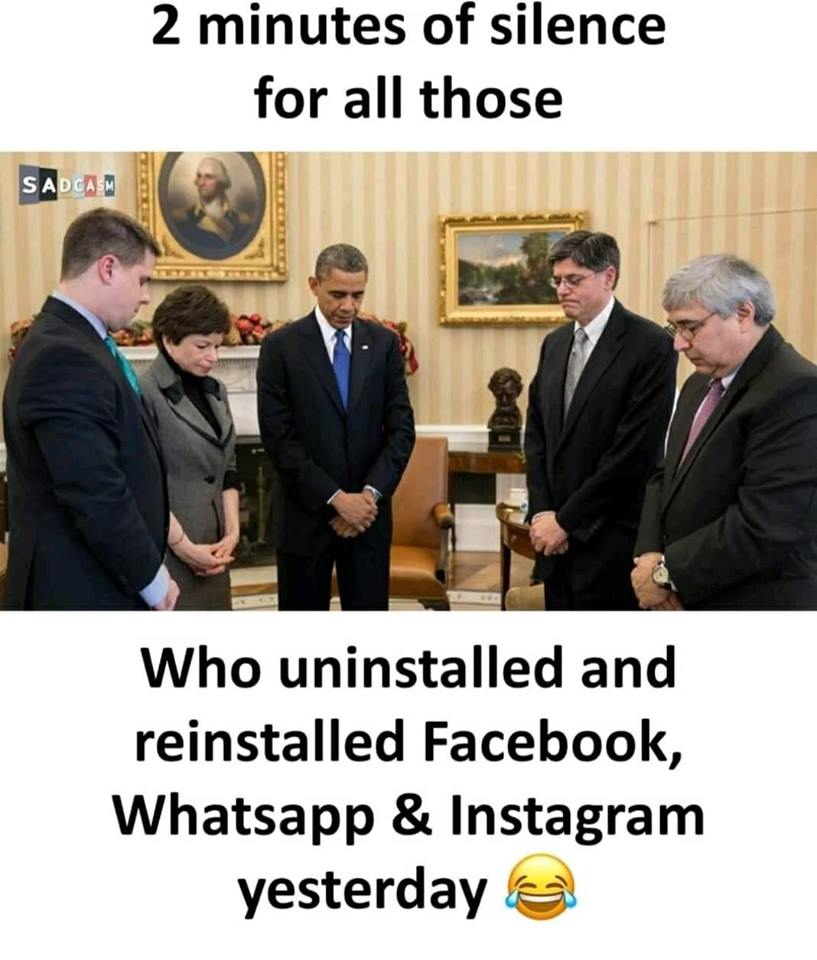 2 minutes of silence
for all those
SADCASM
Who uninstalled and
reinstalled Facebook,
Whatsapp & Instagram
yesterday 😂